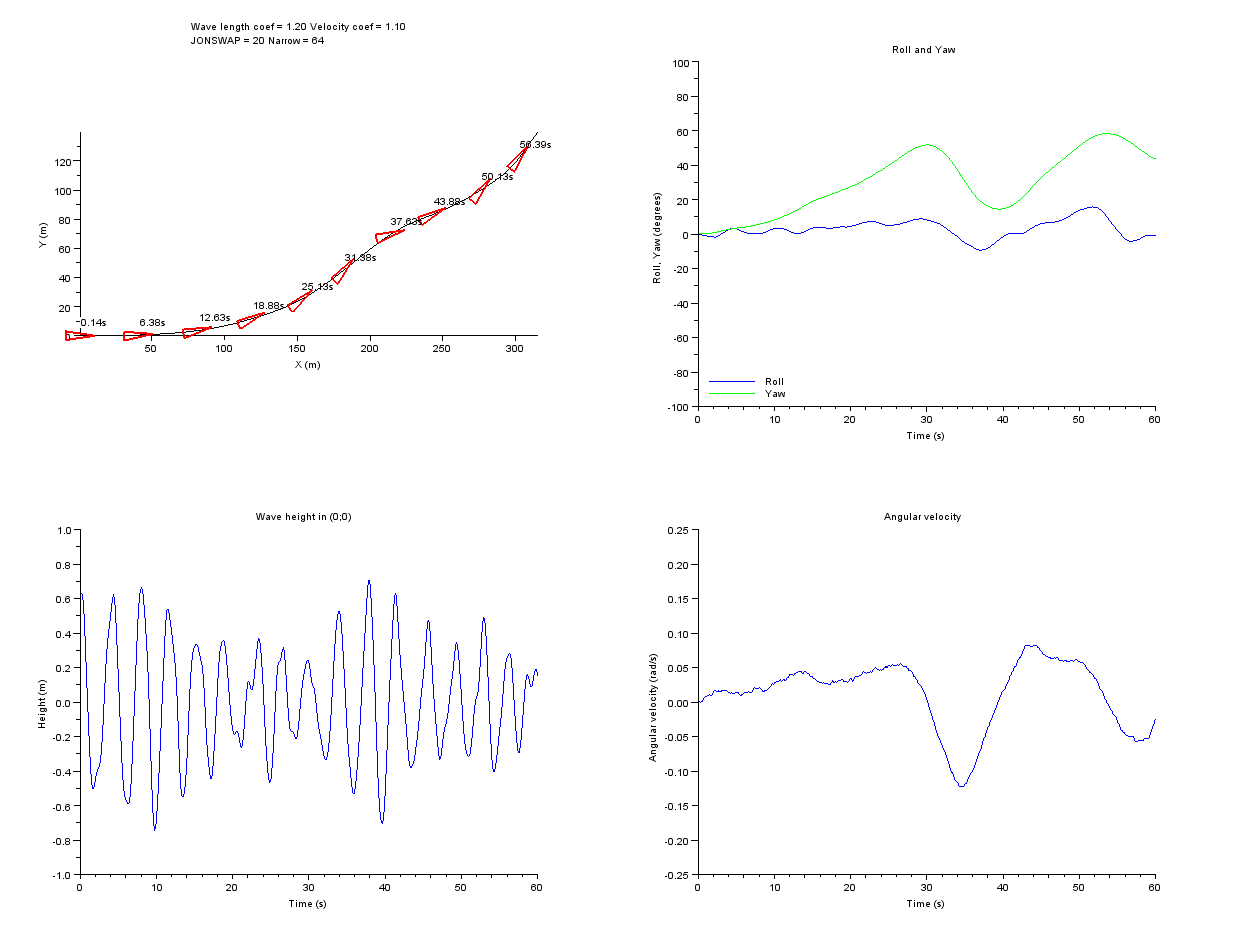 Wave length coef = 1.20 Velocity coef = 1.10
JONSWAP = 20 Narrow = 64
120
100
80
60
40
20
Y (m)
-0.14s
6.38s
12.63s
18.88s
25.13s
31.38s
37.63s
43.88s
50.13s
56.39s
50
100
150
200
250
300
X (m)
Roll and Yaw
100
80
60
40
20
0
-20
-40
-60
-80
-100
Roll, Yaw (degrees)
Roll
Yaw
0
10
20
30
40
50
60
Time (s)
Wave height in (0;0)
1.0
0.8
0.6
0.4
0.2
0.0
-0.2
-0.4
-0.6
-0.8
-1.0
Height (m)
0
10
20
30
40
50
60
Time (s)
Angular velocity
0.25
0.20
0.15
0.10
0.05
0.00
-0.05
-0.10
-0.15
-0.20
-0.25
Angular velocity (rad/s)
0
10
20
30
40
50
60
Time (s)